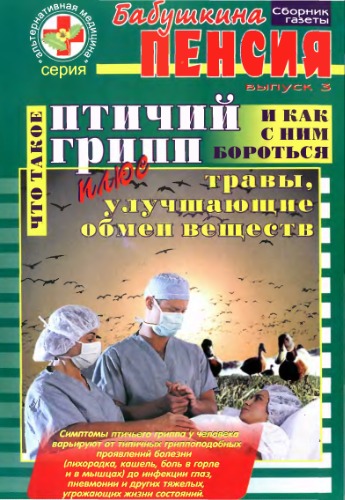 "альтернативная медицина"
серия
Бабушкина
Сборник
газеты
ПЕНСИЯ
выпуск 3
ЧТО ТАКОЕ
ПТИЧИЙ
ГРИПП
И КАК
С НИМ
БОРОТЬСЯ
плюс
травы,
улучшающие
обмен веществ
Симптомы птичьего гриппа у человека
варьируют от типичных гриппоподобных
проявлений болезни
(лихорадка, кашель, боль в горле
и в мышцах) до инфекции глаз,
пневмонии и других тяжелых,
угрожающих жизни состояний.